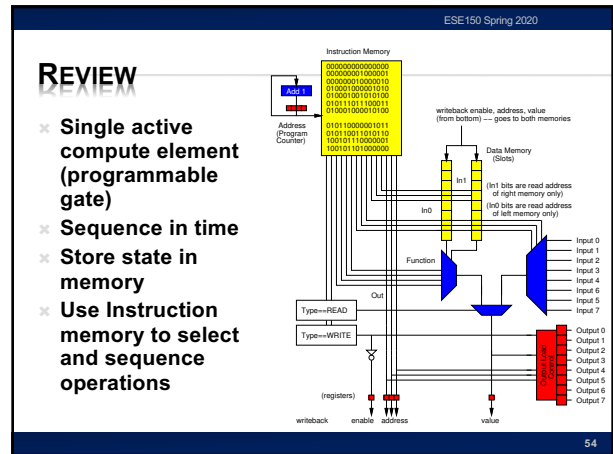 ESE150 Spring 2020
REVIEW
Single active
compute element
(programmable
gate)
Sequence in time
Store state in
memory
Use Instruction
memory to select
and sequence
operations
Instruction Memory
000000000000000
000000001000001
000000010000010
010001000001010
010001001010100
010111011100011
010001000010100
010110000001011
010110011010110
100101110000001
100101101000000
Add 1
Address
(Program
Counter)
writeback enable, address, value
(from bottom) -- goes to both memories
Data Memory
(Slots)
In1
(In1 bits are read address
of right memory only)
(In0 bits are read address
of left memory only)
In0
Function
Out
Type==READ
Type==WRITE
Input 0
Input 1
Input 2
Input 3
Input 4
Input 6
Input 5
Input 7
Output Load
Control
Output 0
Output 1
Output 2
Output 3
Output 4
Output 5
Output 6
Output 7
(registers)
writeback enable address value
54